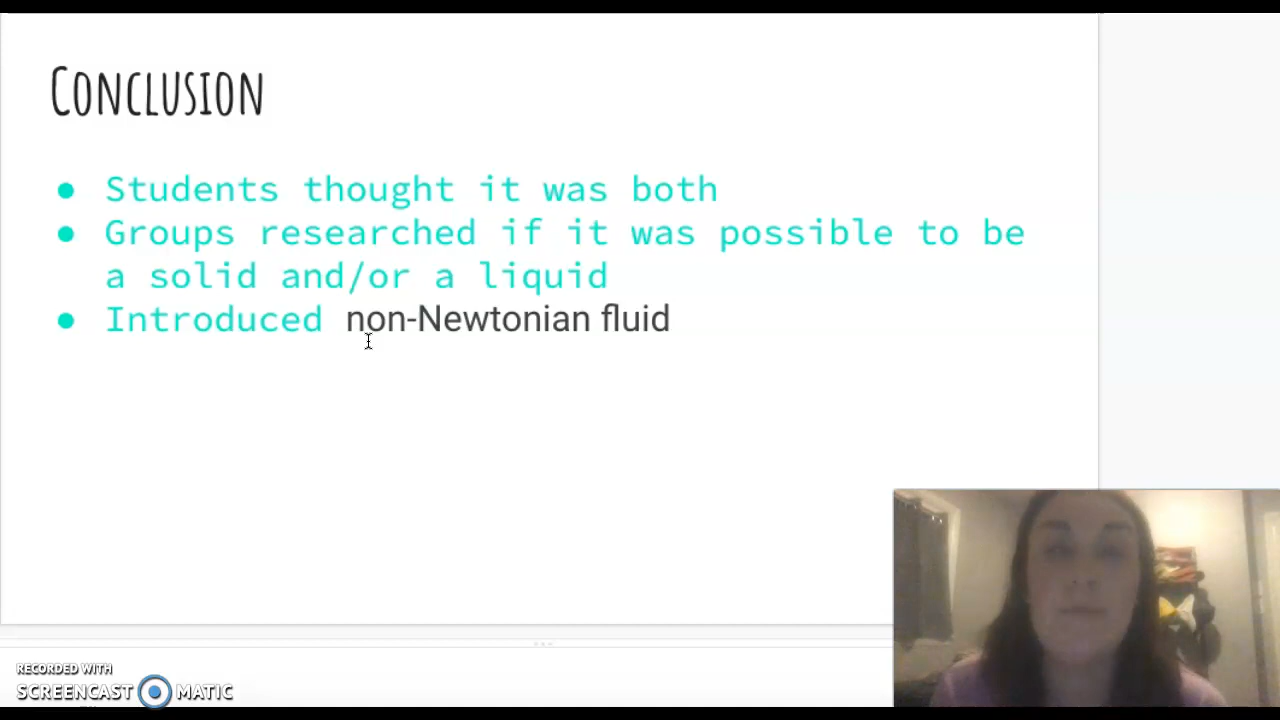 Conclusion
● Students thought it was both
● Groups researched if it was possible to be
a solid and/or a liquid
● Introduced non-Newtonian fluid
RECORDED WITH
SCREENCAST MATIC